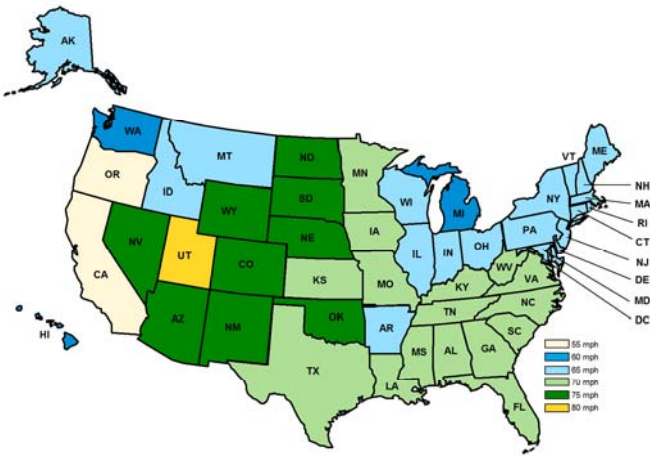 AK
WA
MT
ND
MN
VT
ME
OR
ID
SD
WI
NY
NH
MA
WY
MI
RI
IA
PA
CT
NE
NV
UT
CO
IL
IN
OH
NJ
CA
KS
MO
WV
VA
DE
KY
MD
NC
DC
AZ
NM
OK
AR
TN
SC
HI
TX
MS
AL
GA
LA
FL
55 mph
60 mph
65 mph
70 mph
75 mph
80 mph